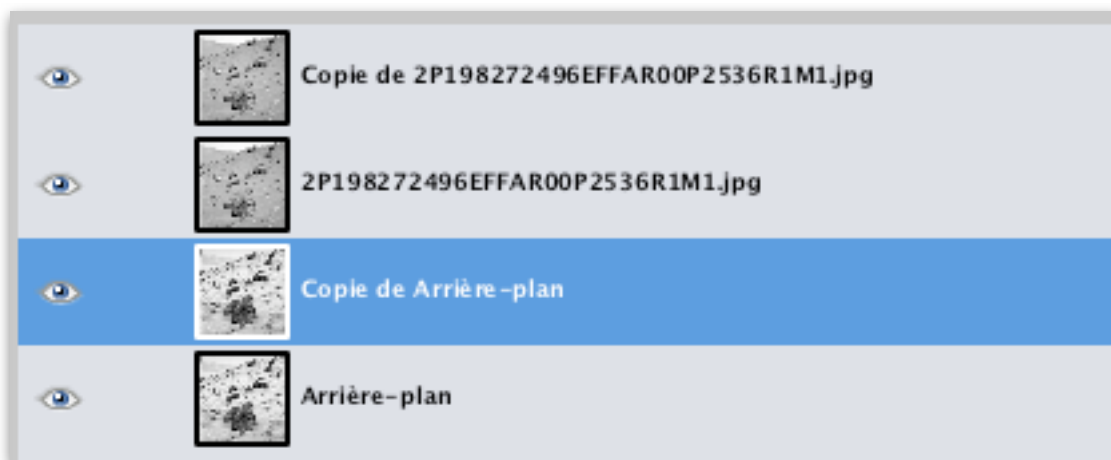 Copie de 2P198272496EFFAR00P2536R1M1.jpg
2P198272496EFFAR00P2536R1M1.jpg
Copie de Arrière-plan
Arrière-plan